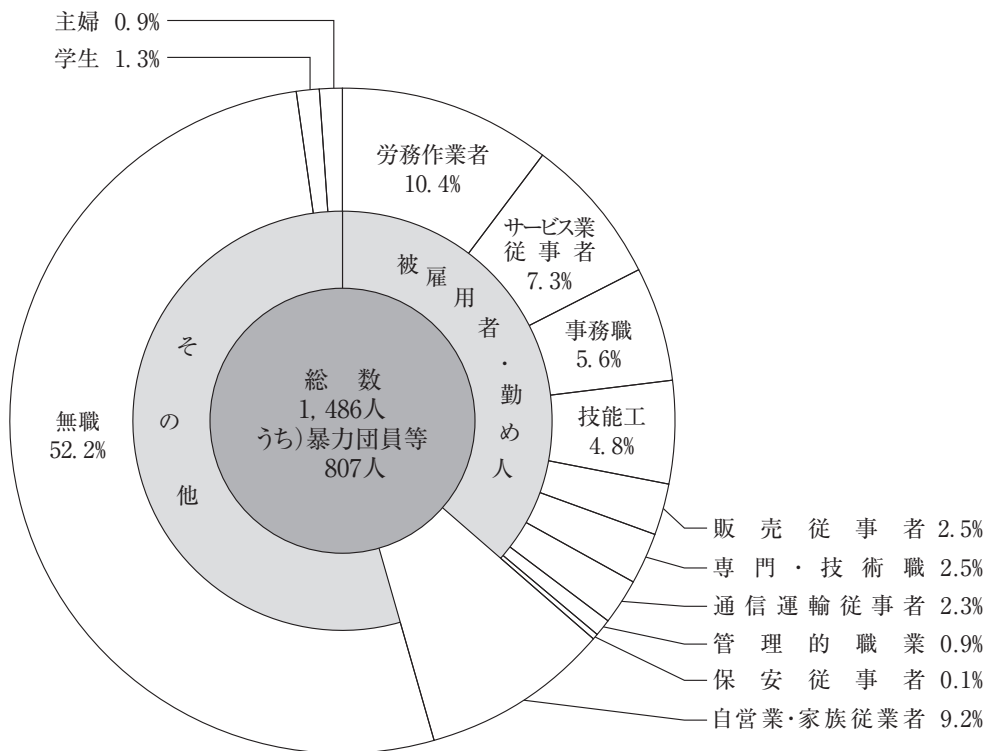 主婦 0.9%
学生 1.3%
労務作業者
10.4%
サービス業
従事者
7.3%
事務職
5.6%
技能工
4.8%
販売従事者 2.5%
専門・技術職 2.5%
通信運輸従事者 2.3%
管理的職業 0.9%
保安従事者 0.1%
自営業・家族従業者 9.2%
無職
52.2%
被雇用者・勤め人
その他
総数
1,486人
うち)暴力団員等
807人